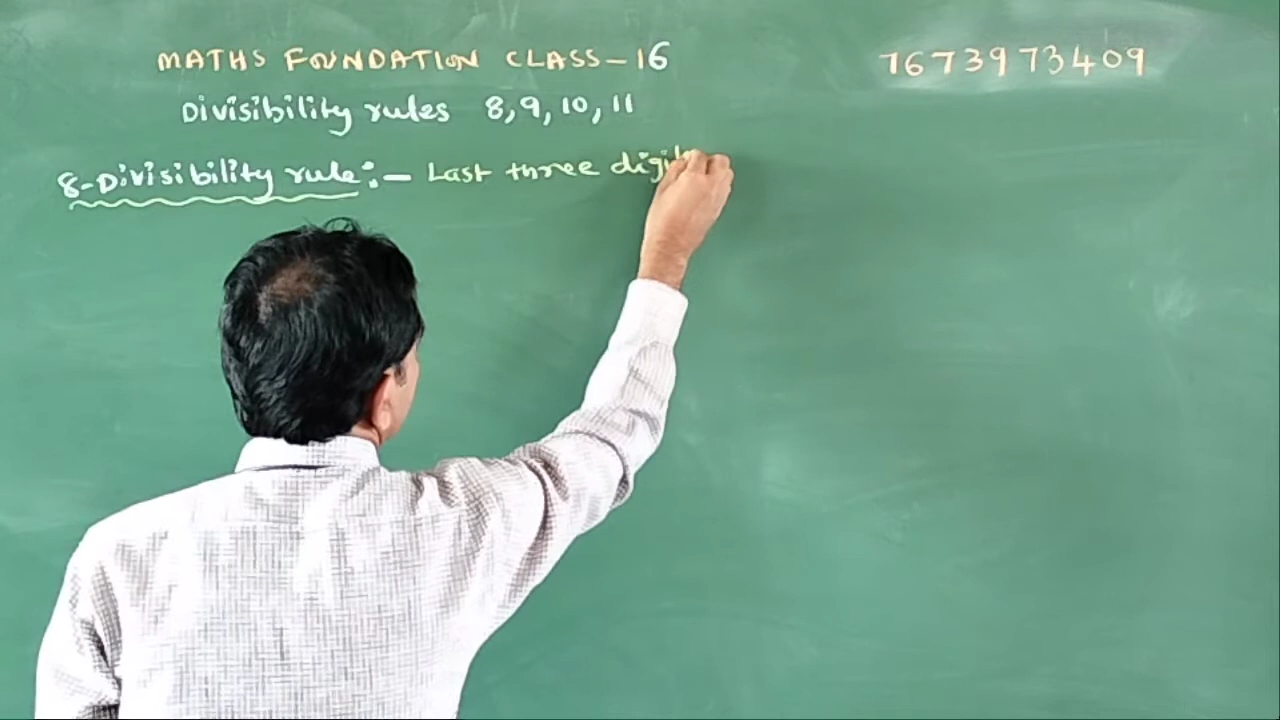 MATHS FOUNDATION CLASS-16
7673973409
Divisibility rules 8, 9, 10, 11
8-Divisibility rule:- Last three